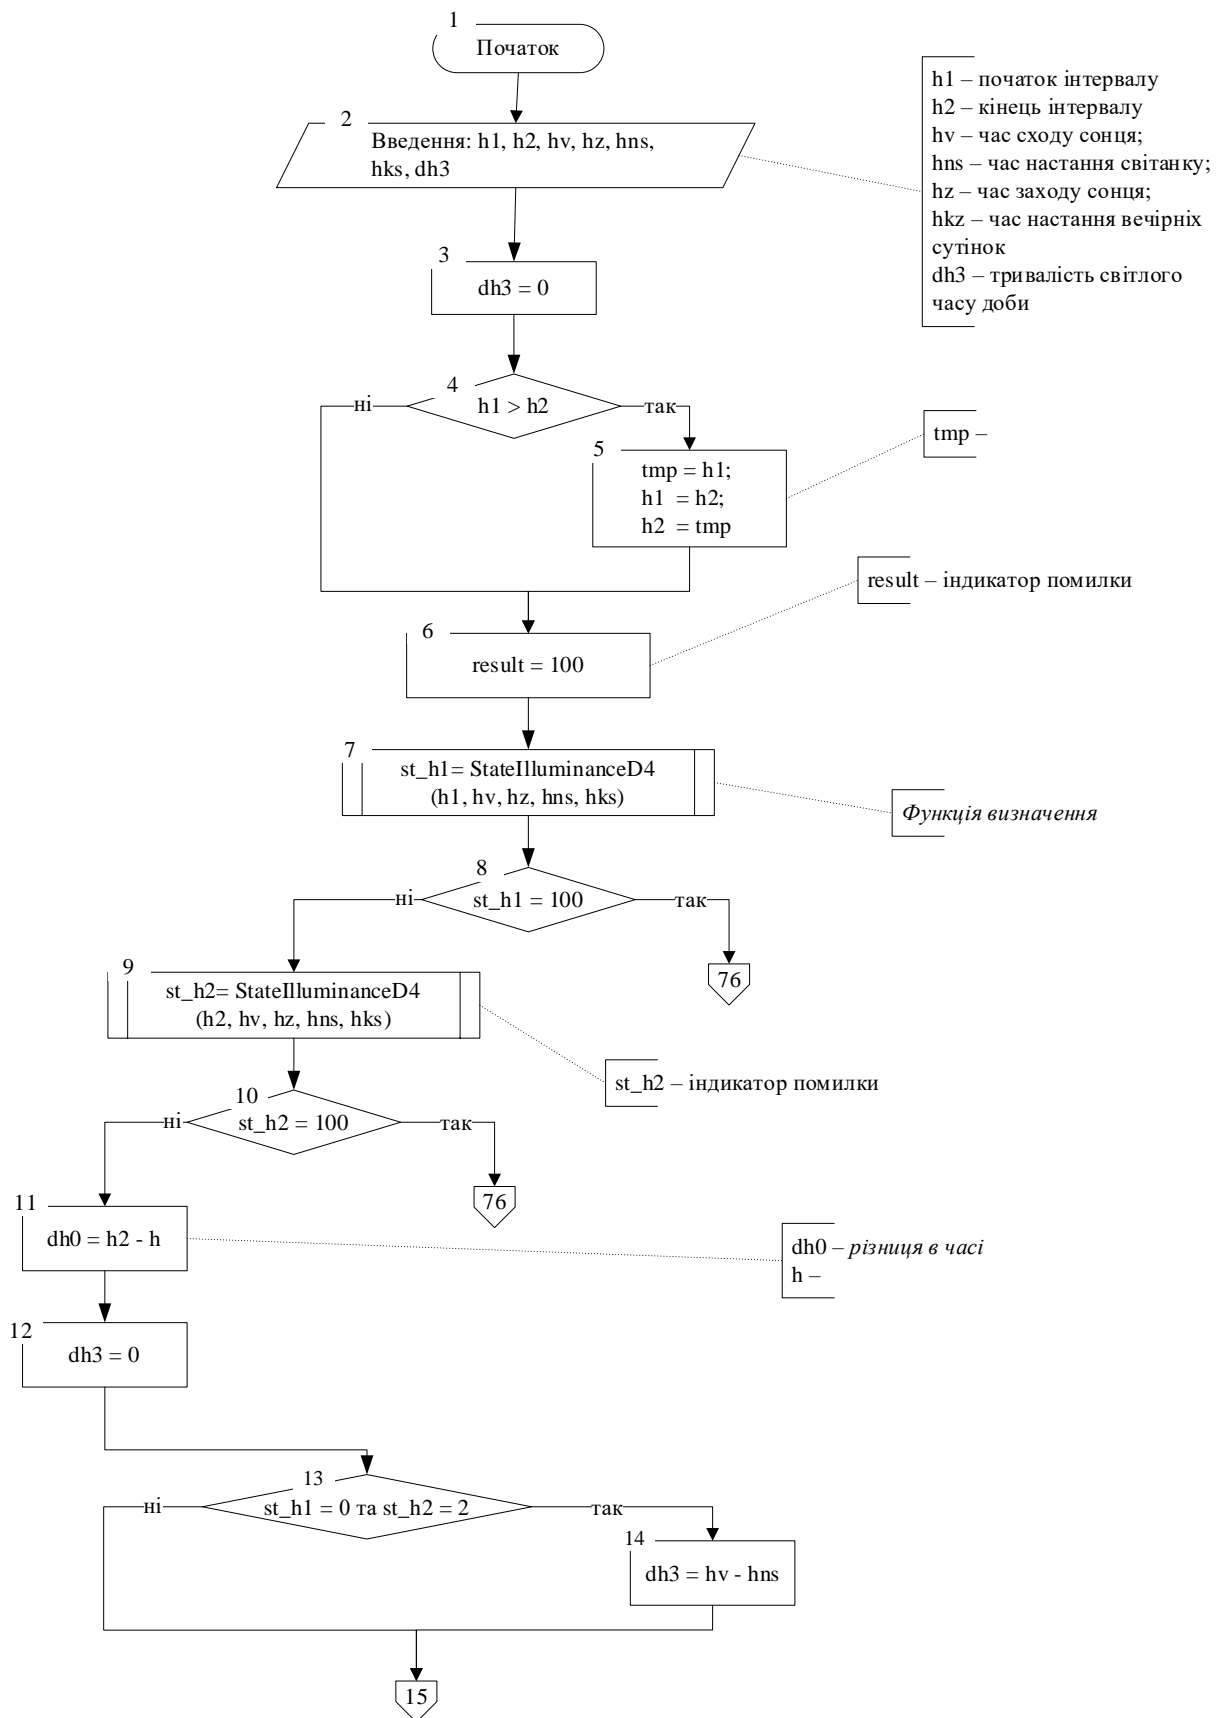 1
Початок
2
Введення: h1, h2, hv, hz, hns,
hks, dh3
h1 – початок інтервалу
h2 – кінець інтервалу
hv – час сходу сонця;
hns – час настання світанку;
hz – час заходу сонця;
hkz – час настання вечірніх
сутінок
dh3 – тривалість світлого
часу доби
3
dh3 = 0
4
ні
h1 > h2
так
5
tmp = h1;
h1 = h2;
h2 = tmp
tmp –
result – індикатор помилки
6
result = 100
7
st_h1= StateIlluminanceD4
(h1, hv, hz, hns, hks)
Функція визначення
8
ні
st_h1 = 100
так
76
9
st_h2= StateIlluminanceD4
(h2, hv, hz, hns, hks)
st_h2 – індикатор помилки
10
ні
st_h2 = 100
так
76
11
dh0 = h2 - h
dh0 – різниця в часі
h –
12
dh3 = 0
13
ні
st_h1 = 0 та st_h2 = 2
так
14
dh3 = hv - hns
15